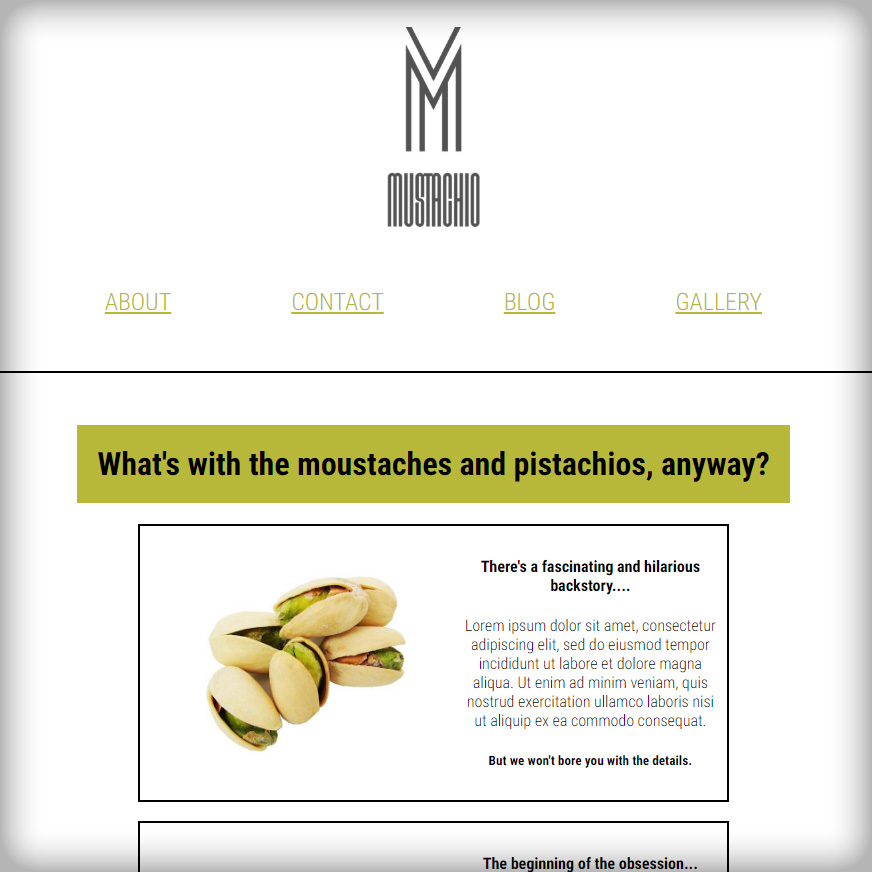 MUSTACHIO
ABOUT CONTACT BLOG GALLERY
What's with the moustaches and pistachios, anyway?
There's a fascinating and hilarious
backstory....
Lorem ipsum dolor sit amet, consectetur
adipiscing elit, sed do eiusmod tempor
incididunt ut labore et dolore magna
aliqua. Ut enim ad minim veniam, quis
nostrud exercitation ullamco laboris nisi
ut aliquip ex ea commodo consequat.
But we won't bore you with the details.
The beginning of the obsession...